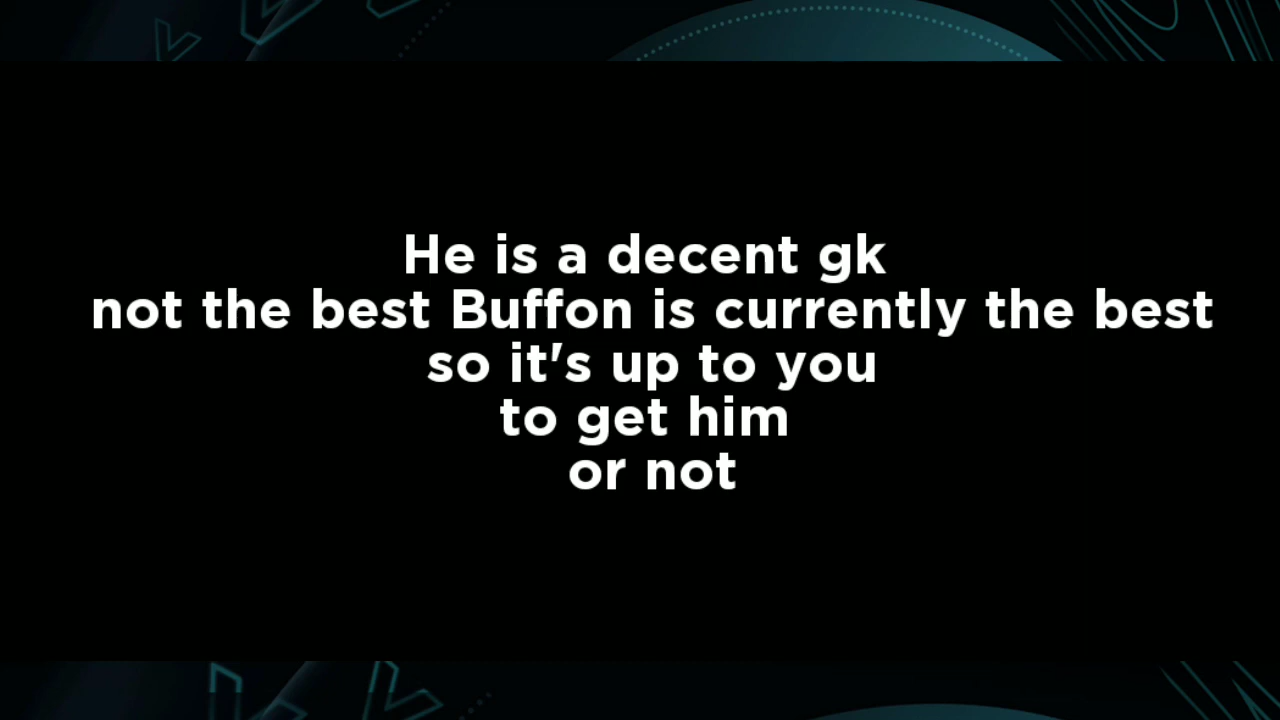 He is a decent gk
not the best Buffon is currently the best
so it's up to you
to get him
or not